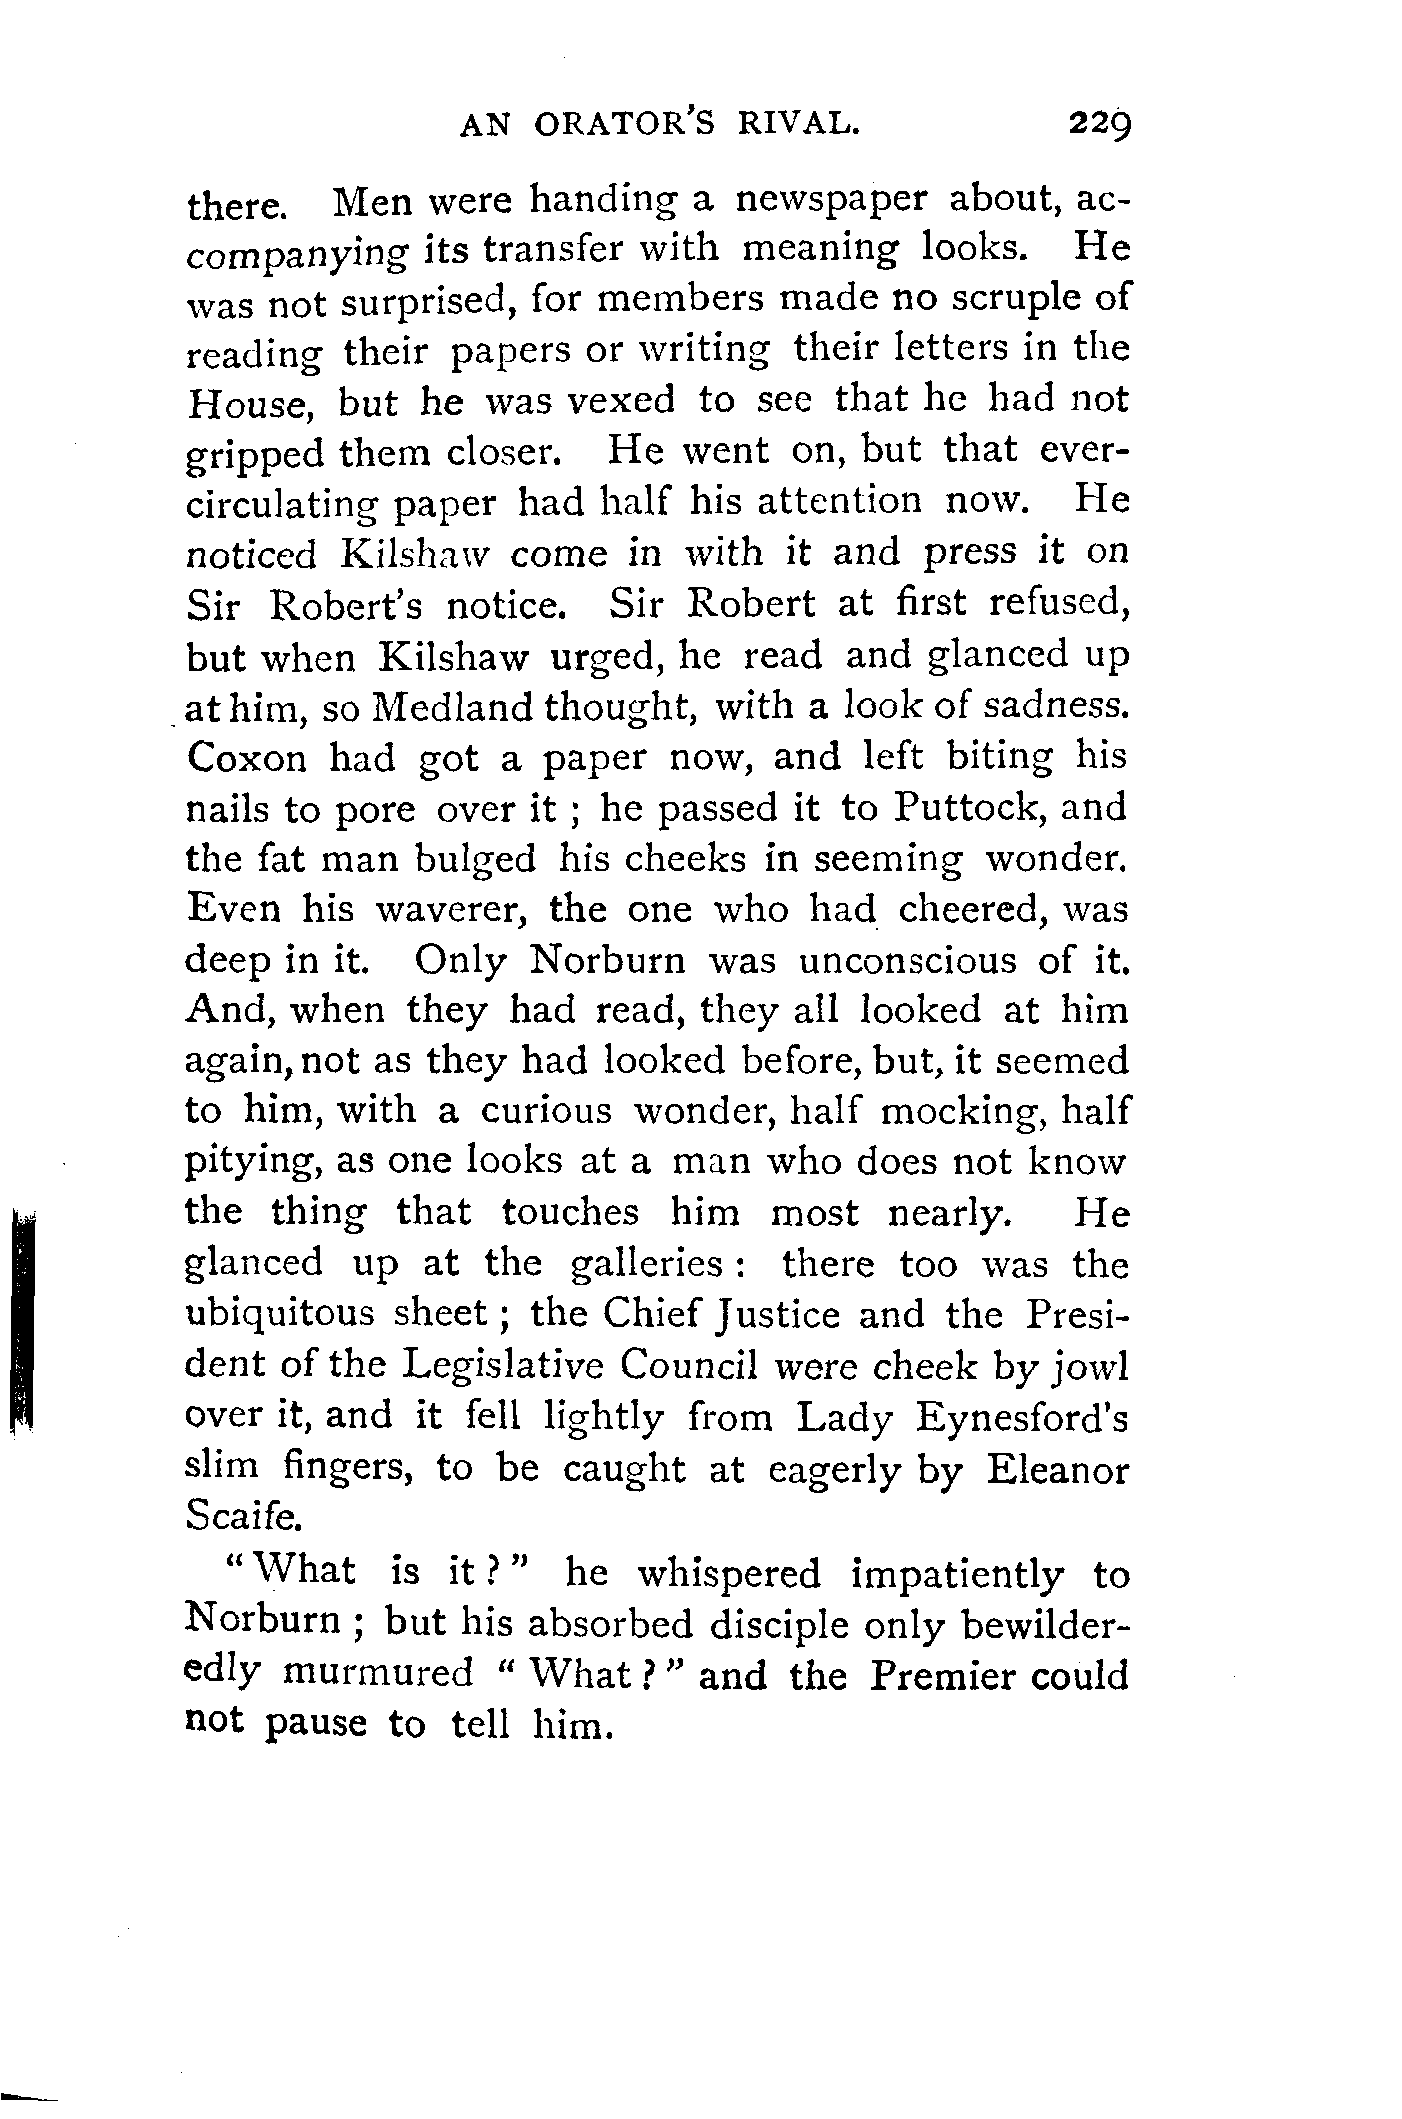 AN ORATOR'S RIVAL. 229
there. Men were handing a newspaper about, ac-
companying its transfer with meaning looks. He
was not surprised, for members made no scruple of
reading their papers or writing their letters in the
House, but he was vexed to see that he had not
gripped them closer. He went on, but that ever-
circulating paper had half his attention now. He
noticed Kilshaw come in with it and press it on
Sir Robert's notice. Sir Robert at first refused,
but when Kilshaw urged, he read and glanced up
at him, so Medland thought, with a look of sadness.
Coxon had got a paper now, and left biting his
nails to pore over it ; he passed it to Puttock, and
the fat man bulged his cheeks in seeming wonder.
Even his waverer, the one who had cheered, was
deep in it. Only Norburn was unconscious of it.
And, when they had read, they all looked at him
again, not as they had looked before, but, it seemed
to him, with a curious wonder, half mocking, half
pitying, as one looks at a man who does not know
the thing that touches him most nearly. He
glanced up at the galleries : there too was the
ubiquitous sheet ; the Chief Justice and the Presi-
dent of the Legislative Council were cheek by jowl
over it, and it fell lightly from Lady Eynesford's
slim fingers, to be caught at eagerly by Eleanor
Scaife.
"What is it ? " he whispered impatiently to
Norburn ; but his absorbed disciple only bewilder-
edly murmured " What ? " and the Premier could
not pause to tell him.